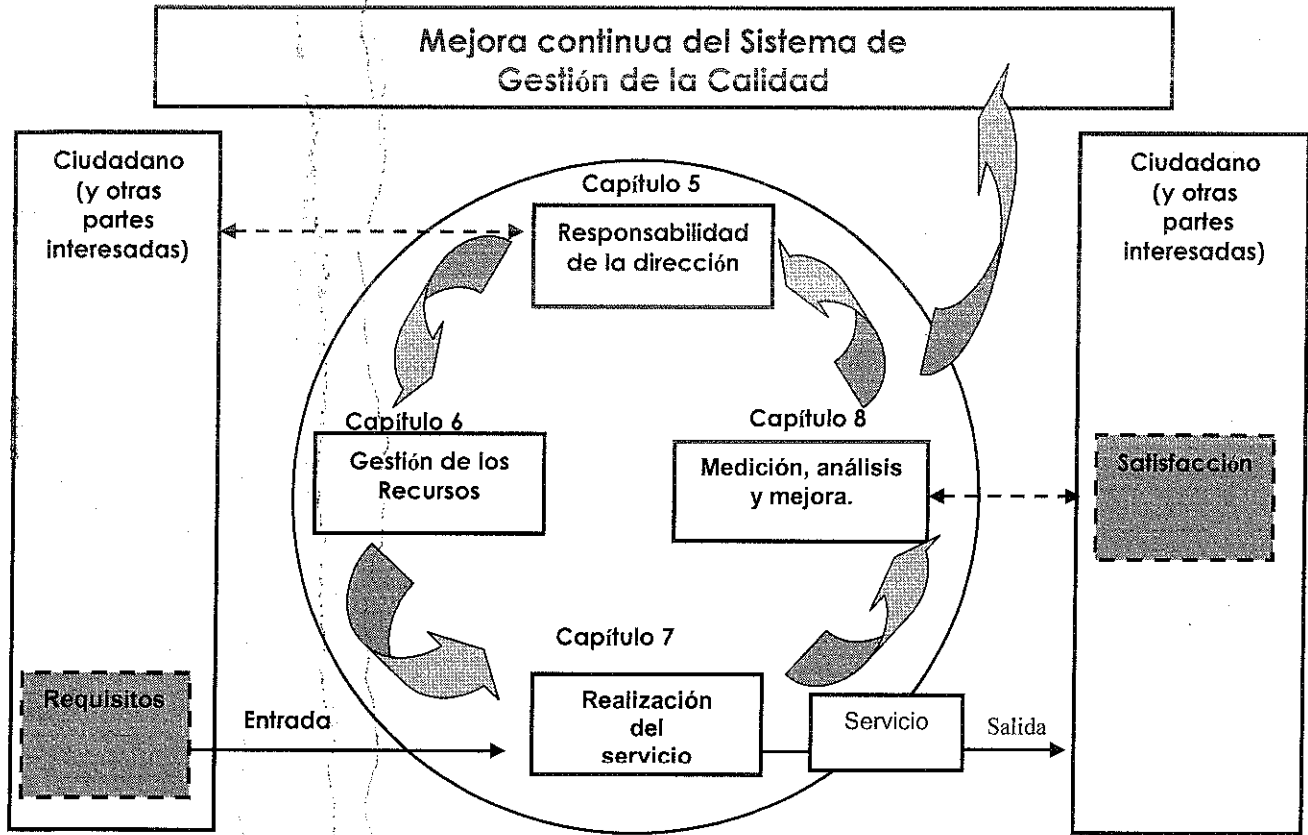 Mejora continua del Sistema de
Gestión de la Calidad
Ciudadano
(y otras
partes
interesadas)
Capítulo 5
Responsabilidad
de la dirección
Ciudadano
(y otras
partes
interesadas)
Capítulo 6
Gestión de los
Recursos
Capítulo 8
Medición, análisis
y mejora.
Satisfacción
Capítulo 7
Requisitos
Entrada
Realización
del
servicio
Servicio
Salida